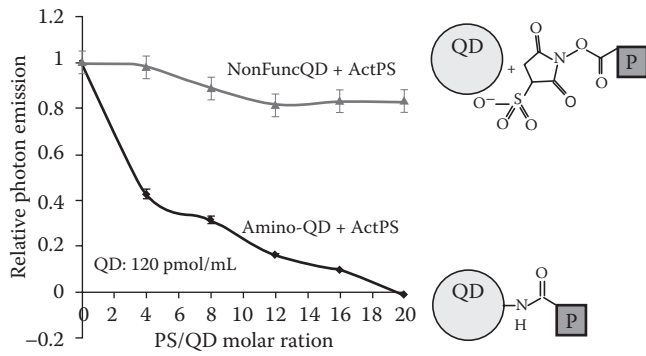 Relative photon emission
1.2
1
0.8
0.6
0.4
0.2
0
−0.2
NonFuncQD + ActPS
Amino-QD + ActPS
QD: 120 pmol/mL
0 2 4 6 8 10 12 14 16 18 20
PS/QD molar ration
QD
+
O
N
O
O
P
O⁻
S
O
O
O
QD
O
N
H
P